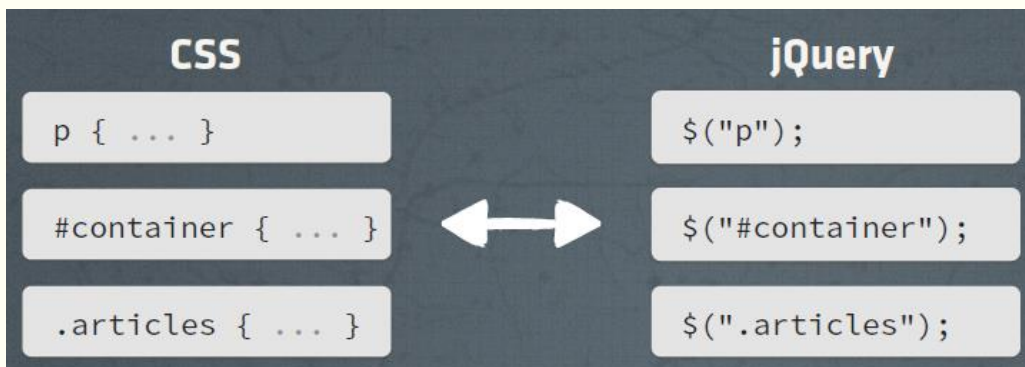 CSS
jQuery
p { ... }
$("p");
#container { ... }
$("#container");
.articles { ... }
$(".articles");